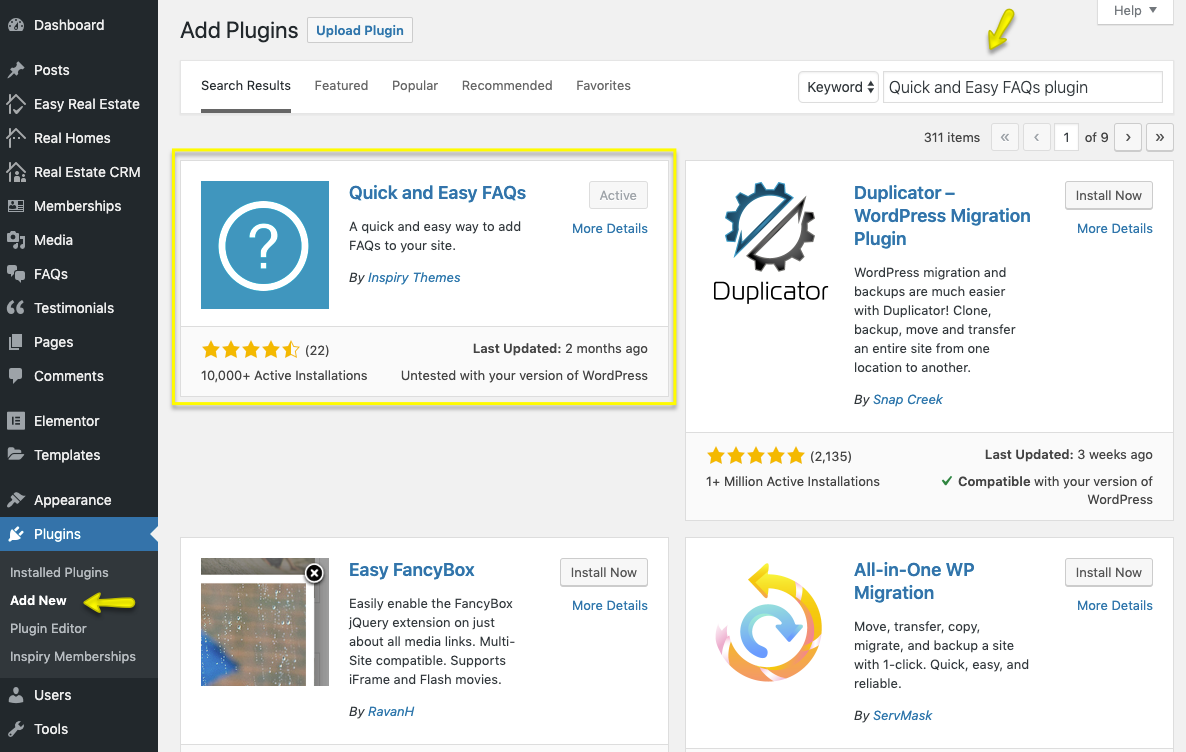 Dashboard
Posts
Easy Real Estate
Real Homes
Real Estate CRM
Memberships
Media
FAQs
Testimonials
Pages
Comments
Elementor
Templates
Appearance
Plugins
Installed Plugins
Add New
Plugin Editor
Inspiry Memberships
Users
Tools
Help
Add Plugins
Upload Plugin
Search Results
Featured
Popular
Recommended
Favorites
Keyword
Quick and Easy FAQs plugin
311 items « ‹ 1 of 9 › »
?
Quick and Easy FAQs
Active
More Details
A quick and easy way to add
FAQs to your site.
By Inspiry Themes
(22)
Last Updated: 2 months ago
10,000+ Active Installations
Untested with your version of WordPress
Duplicator
Duplicator –
WordPress Migration
Plugin
Install Now
More Details
WordPress migration and
backups are much easier
with Duplicator! Clone,
backup, move and transfer
an entire site from one
location to another.
By Snap Creek
(2,135)
Last Updated: 3 weeks ago
1+ Million Active Installations
Compatible with your version of
WordPress
Easy FancyBox
Install Now
More Details
Easily enable the FancyBox
jQuery extension on just
about all media links. Multi-
Site compatible. Supports
iFrame and Flash movies.
By RavanH
All-in-One WP
Migration
Install Now
More Details
Move, transfer, copy,
migrate, and backup a site
with 1-click. Quick, easy, and
reliable.
By ServMask